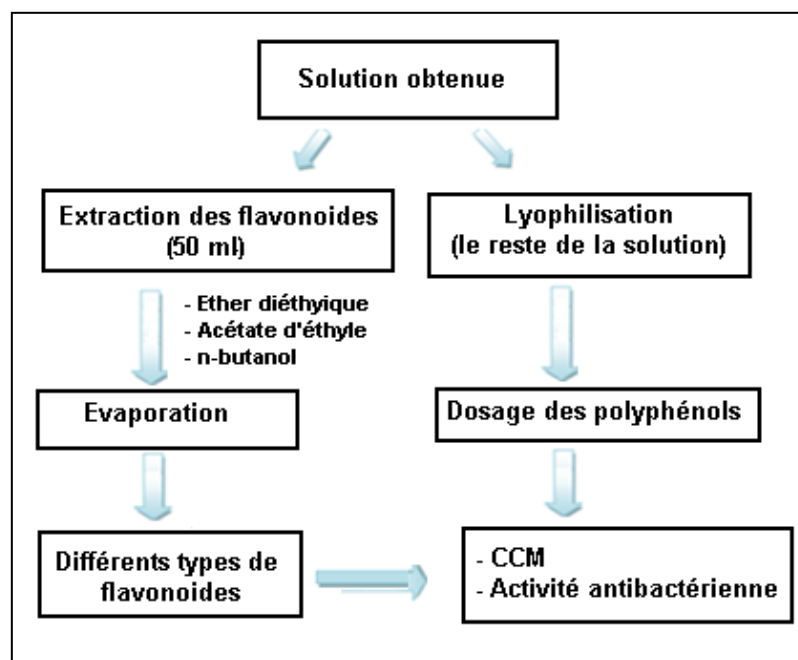 Solution obtenue
Extraction des flavonoides
(50 ml)
Lyophilisation
(le reste de la solution)
- Ether diéthyique
- Acétate d'éthyle
- n-butanol
Evaporation
Dosage des polyphénols
Différents types de
flavonoides
- CCM
- Activité antibactérienne